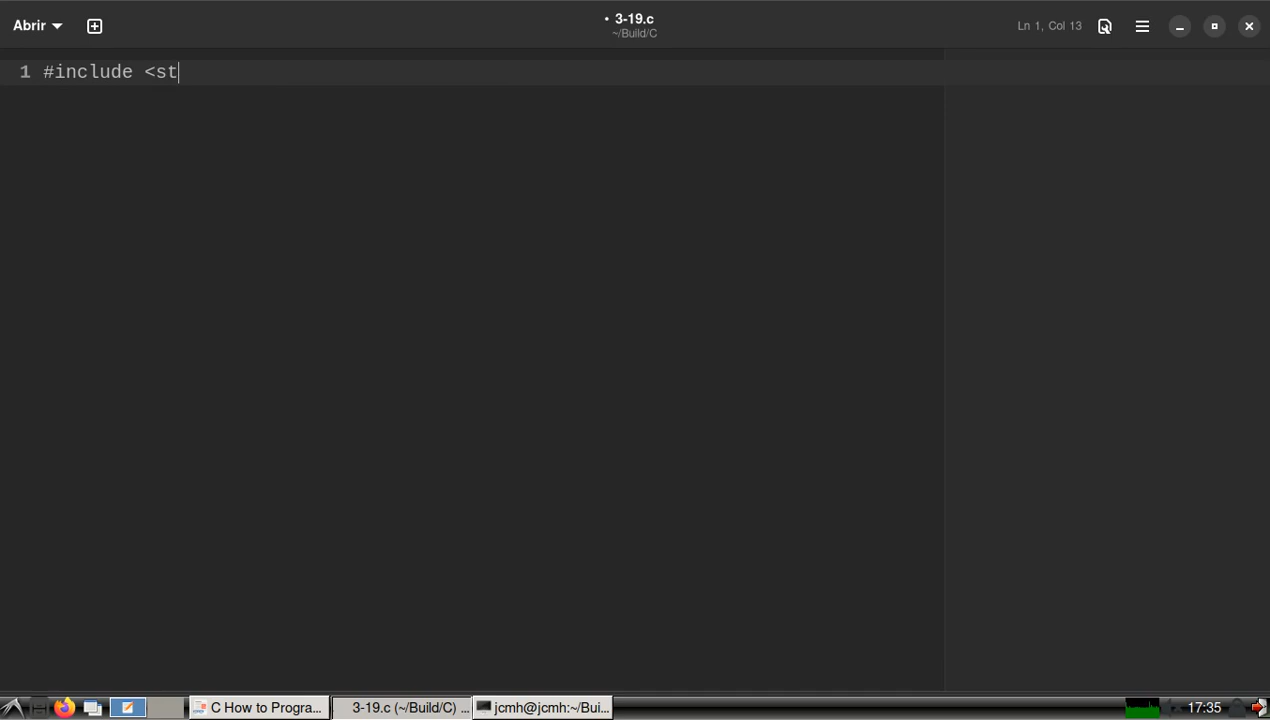 Abrir
• 3-19.c
~/Build/C
Ln 1, Col 13
1 #include <st
C How to Progra...
3-19.c (~/Build/C) ...
jcmh@jcmh:~/Bui...
17:35